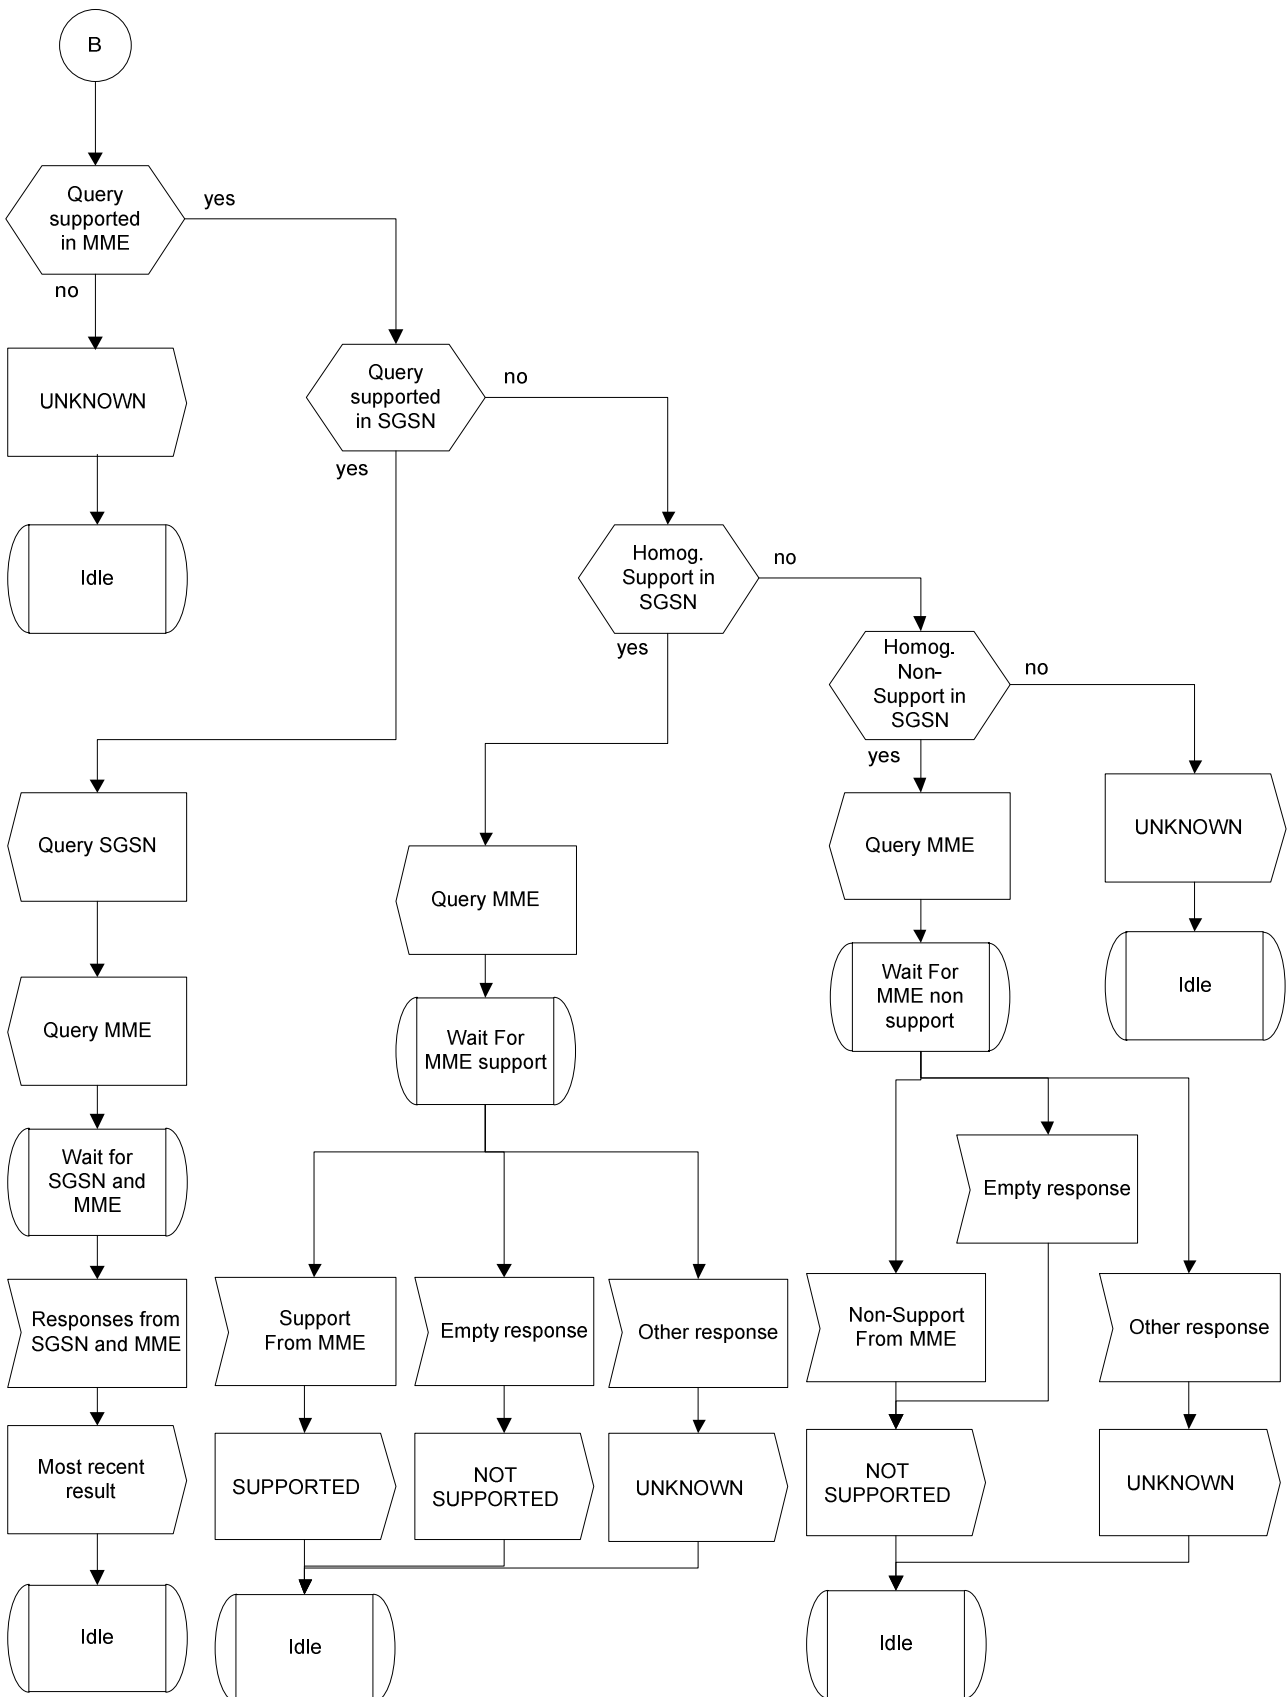 B
Query
supported
in MME
yes
no
UNKNOWN
Idle
Query
supported
in SGSN
no
yes
Homog.
Support in
SGSN
no
yes
Homog.
Non-
Support in
SGSN
no
yes
UNKNOWN
Idle
Query SGSN
Query MME
Wait for
SGSN and
MME
Responses from
SGSN and MME
Most recent
result
Idle
Query MME
Wait For
MME support
Support
From MME
Empty response
Other response
SUPPORTED
NOT
SUPPORTED
UNKNOWN
Idle
Query MME
Wait For
MME non
support
Empty response
Non-Support
From MME
Other response
NOT
SUPPORTED
UNKNOWN
Idle